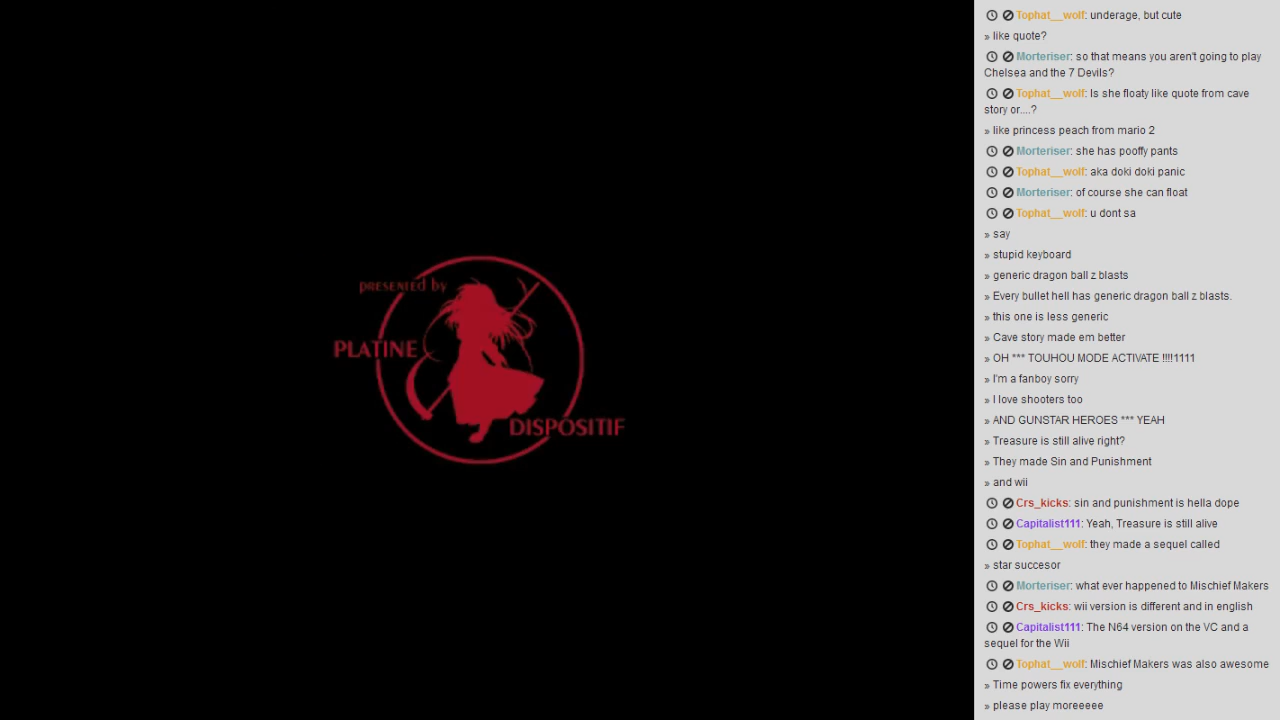 presented by
PLATINE
DISPOSITIF
Tophat__wolf: underage, but cute
» like quote?
Morteriser: so that means you aren't going to play
Chelsea and the 7 Devils?
Tophat__wolf: Is she floaty like quote from cave
story or....?
» like princess peach from mario 2
Morteriser: she has pooffy pants
Tophat__wolf: aka doki doki panic
Morteriser: of course she can float
Tophat__wolf: u dont sa
» say
» stupid keyboard
» generic dragon ball z blasts
» Every bullet hell has generic dragon ball z blasts.
» this one is less generic
» Cave story made em better
» OH *** TOUHOU MODE ACTIVATE !!!!1111
» I'm a fanboy sorry
» I love shooters too
» AND GUNSTAR HEROES *** YEAH
» Treasure is still alive right?
» They made Sin and Punishment
» and wii
Crs_kicks: sin and punishment is hella dope
Capitalist111: Yeah, Treasure is still alive
Tophat__wolf: they made a sequel called
» star succesor
Morteriser: what ever happened to Mischief Makers
Crs_kicks: wii version is different and in english
Capitalist111: The N64 version on the VC and a
sequel for the Wii
Tophat__wolf: Mischief Makers was also awesome
» Time powers fix everything
» please play moreeeee